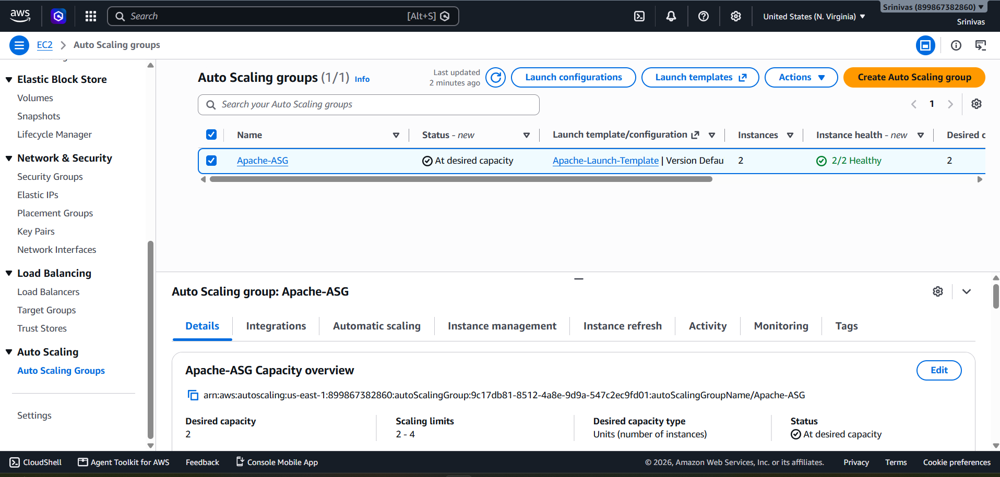 aws
Search [Alt+S]
United States (N. Virginia)
Srinivas (899867382860)
Srinivas
EC2 Auto Scaling groups
Elastic Block Store
Volumes
Snapshots
Lifecycle Manager
Network & Security
Security Groups
Elastic IPs
Placement Groups
Key Pairs
Network Interfaces
Load Balancing
Load Balancers
Target Groups
Trust Stores
Auto Scaling
Auto Scaling Groups
Settings
Auto Scaling groups (1/1) Info
Last updated
2 minutes ago
Launch configurations
Launch templates
Actions
Create Auto Scaling group
Search your Auto Scaling groups
1
Name Status - new Launch template/configuration Instances Instance health - new Desired c
Apache-ASG At desired capacity Apache-Launch-Template | Version Defau 2 2/2 Healthy 2
Auto Scaling group: Apache-ASG
Details Integrations Automatic scaling Instance management Instance refresh Activity Monitoring Tags
Apache-ASG Capacity overview
Edit
arn:aws:autoscaling:us-east-1:899867382860:autoScalingGroup:9c17db81-8512-4a8e-9d9a-547c2ec9fd01:autoScalingGroupName/Apache-ASG
Desired capacity Scaling limits Desired capacity type Status
2 2 - 4 Units (number of instances) At desired capacity
CloudShell Agent Toolkit for AWS Feedback Console Mobile App © 2026, Amazon Web Services, Inc. or its affiliates. Privacy Terms Cookie preferences